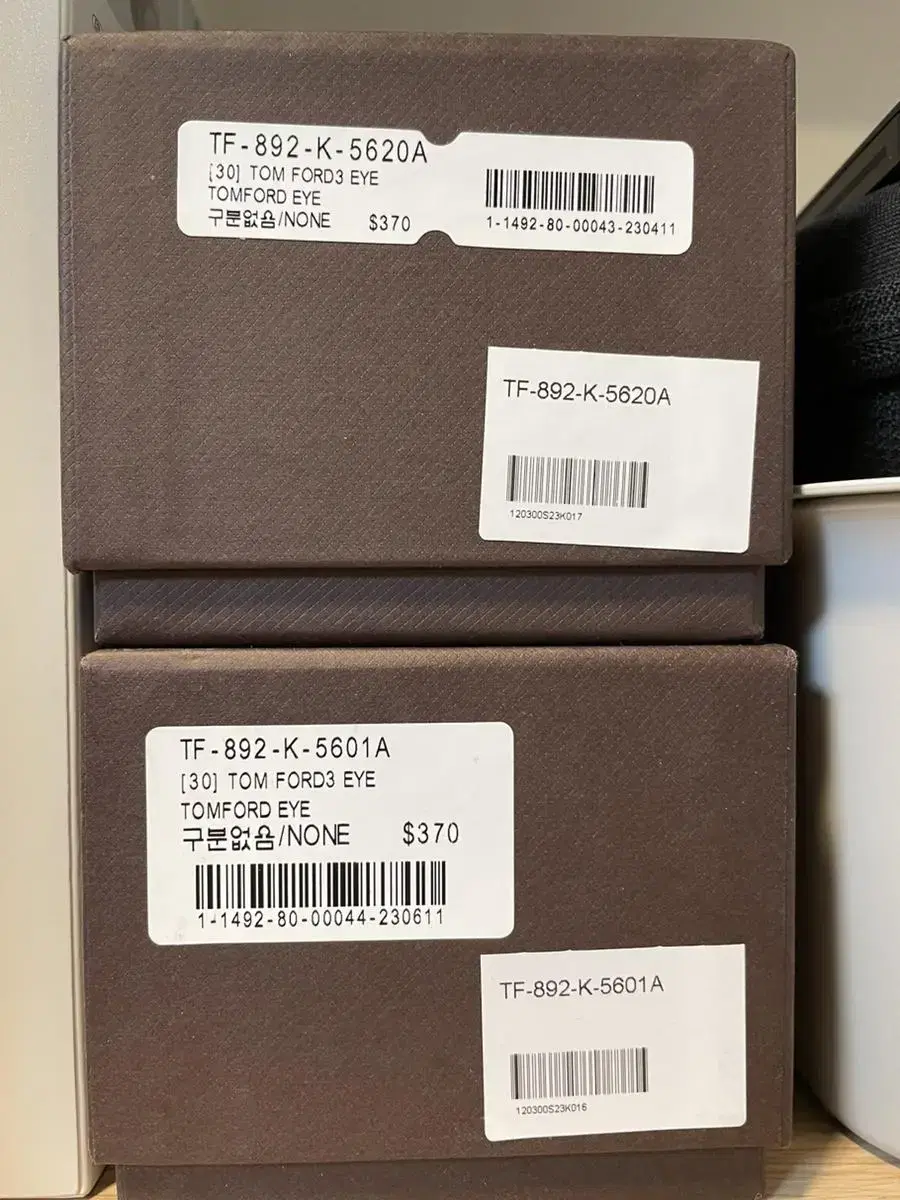 TF-892-K-5620A
[30] TOM FORD3 EYE
TOMFORD EYE
구분없음/NONE $370
1-1492-80-00043-230411
TF-892-K-5620A
120300S23K017
TF-892-K-5601A
[30] TOM FORD3 EYE
TOMFORD EYE
구분없음/NONE $370
1-1492-80-00044-230611
TF-892-K-5601A
120300S23K016